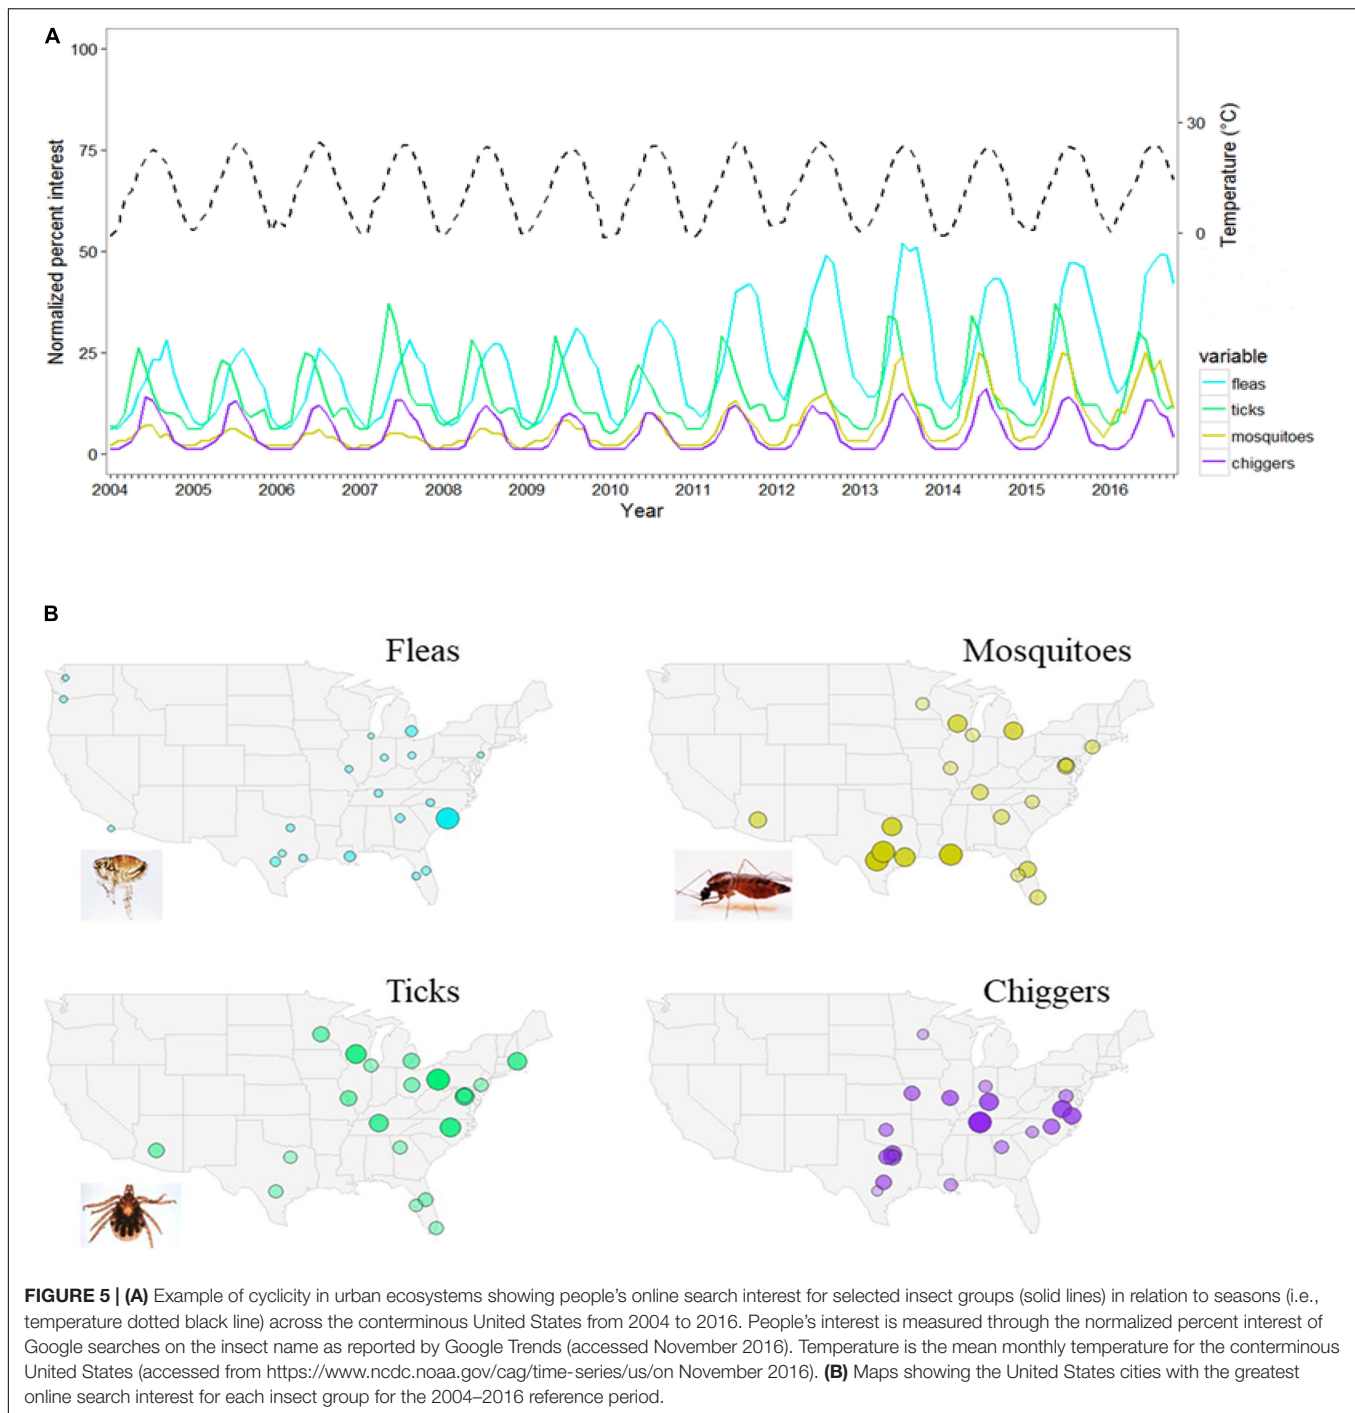 A
100
75
50
25
0
Normalized percent interest
30
0
Temperature (°C)
2004 2005 2006 2007 2008 2009 2010 2011 2012 2013 2014 2015 2016
Year
variable
fleas
ticks
mosquitoes
chiggers
B
Fleas
Mosquitoes
Ticks
Chiggers
FIGURE 5 | (A) Example of cyclicity in urban ecosystems showing people's online search interest for selected insect groups (solid lines) in relation to seasons (i.e.,
temperature dotted black line) across the conterminous United States from 2004 to 2016. People's interest is measured through the normalized percent interest of
Google searches on the insect name as reported by Google Trends (accessed November 2016). Temperature is the mean monthly temperature for the conterminous
United States (accessed from https://www.ncdc.noaa.gov/cag/time-series/us/on November 2016). (B) Maps showing the United States cities with the greatest
online search interest for each insect group for the 2004–2016 reference period.